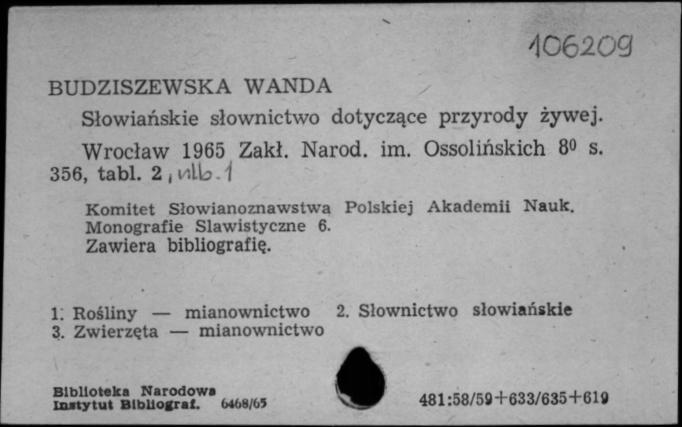 106209
BUDZISZEWSKA WANDA
Słowiańskie słownictwo dotyczące przyrody żywej.
Wrocław 1965 Zakł. Narod. im. Ossolińskich 8⁰ s.
356, tabl. 2, nlb. 1
Komitet Słowianoznawstwa Polskiej Akademii Nauk.
Monografie Slawistyczne 6.
Zawiera bibliografię.
1. Rośliny — mianownictwo 2. Słownictwo słowiańskie
3. Zwierzęta — mianownictwo
Biblioteka Narodowa
Instytut Bibliograf. 6468/65 481:58/59+633/635+619